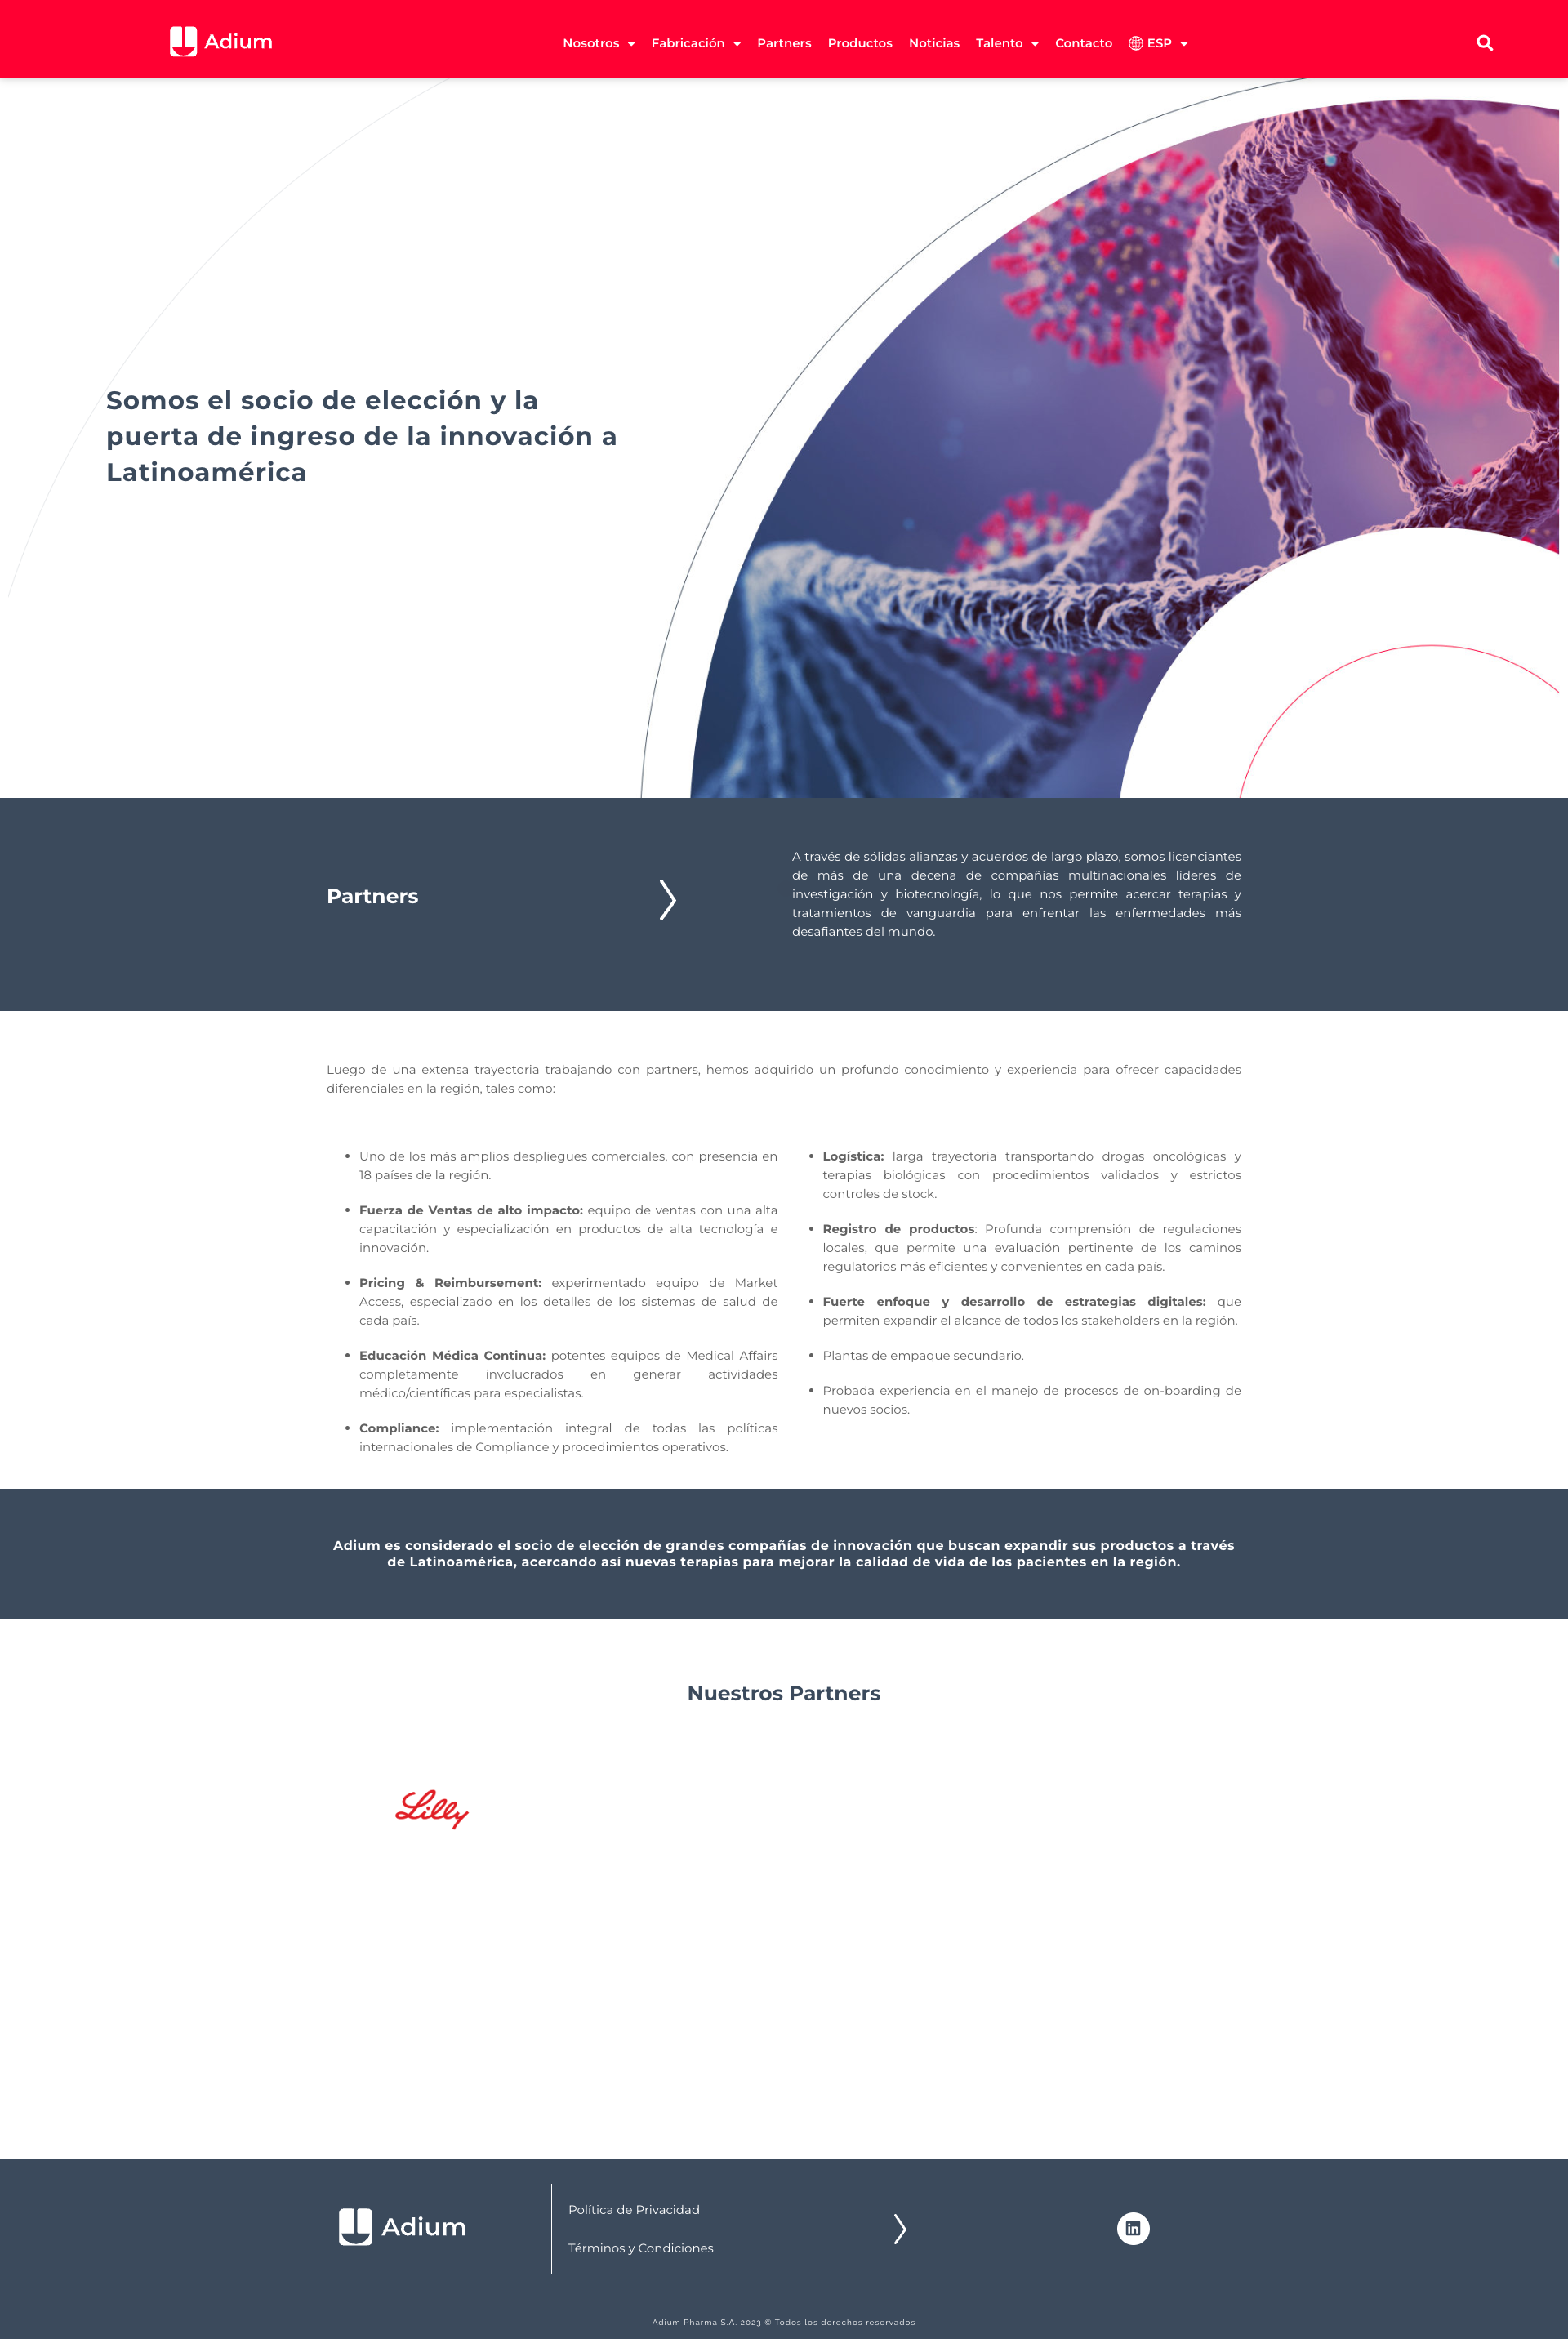 Adium
Nosotros
Fabricación
Partners
Productos
Noticias
Talento
Contacto
ESP
Somos el socio de elección y la
puerta de ingreso de la innovación a
Latinoamérica
Partners
A través de sólidas alianzas y acuerdos de largo plazo, somos licenciantes
de más de una decena de compañías multinacionales líderes de
investigación y biotecnología, lo que nos permite acercar terapias y
tratamientos de vanguardia para enfrentar las enfermedades más
desafiantes del mundo.
Luego de una extensa trayectoria trabajando con partners, hemos adquirido un profundo conocimiento y experiencia para ofrecer capacidades
diferenciales en la región, tales como:
• Uno de los más amplios despliegues comerciales, con presencia en
18 países de la región.
• Fuerza de Ventas de alto impacto: equipo de ventas con una alta
capacitación y especialización en productos de alta tecnología e
innovación.
• Pricing & Reimbursement: experimentado equipo de Market
Access, especializado en los detalles de los sistemas de salud de
cada país.
• Educación Médica Continua: potentes equipos de Medical Affairs
completamente involucrados en generar actividades
médico/científicas para especialistas.
• Compliance: implementación integral de todas las políticas
internacionales de Compliance y procedimientos operativos.
• Logística: larga trayectoria transportando drogas oncológicas y
terapias biológicas con procedimientos validados y estrictos
controles de stock.
• Registro de productos: Profunda comprensión de regulaciones
locales, que permite una evaluación pertinente de los caminos
regulatorios más eficientes y convenientes en cada país.
• Fuerte enfoque y desarrollo de estrategias digitales: que
permiten expandir el alcance de todos los stakeholders en la región.
• Plantas de empaque secundario.
• Probada experiencia en el manejo de procesos de on-boarding de
nuevos socios.
Adium es considerado el socio de elección de grandes compañías de innovación que buscan expandir sus productos a través
de Latinoamérica, acercando así nuevas terapias para mejorar la calidad de vida de los pacientes en la región.
Nuestros Partners
Lilly
Adium
Política de Privacidad
Términos y Condiciones
Adium Pharma S.A. 2023 © Todos los derechos reservados